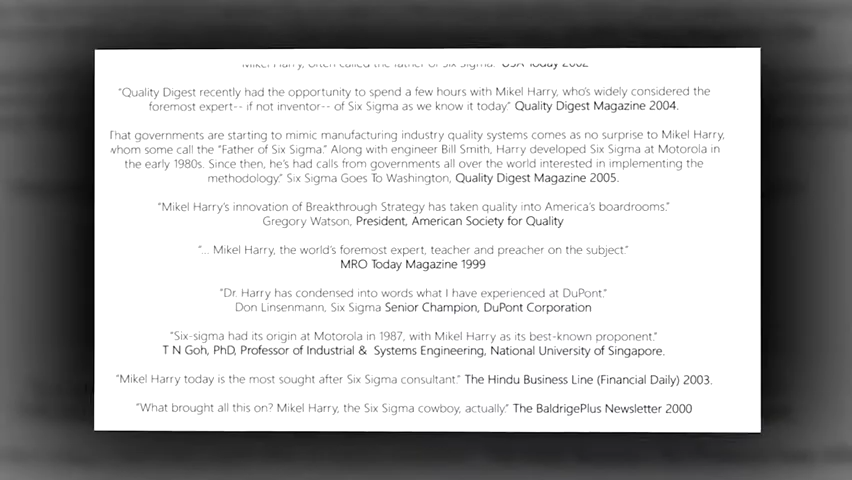 "Quality Digest recently had the opportunity to spend a few hours with Mikel Harry, who's widely considered the
foremost expert-- if not inventor-- of Six Sigma as we know it today" Quality Digest Magazine 2004.
That governments are starting to mimic manufacturing industry quality systems comes as no surprise to Mikel Harry,
whom some call the "Father of Six Sigma." Along with engineer Bill Smith, Harry developed Six Sigma at Motorola in
the early 1980s. Since then, he's had calls from governments all over the world interested in implementing the
methodology." Six Sigma Goes To Washington, Quality Digest Magazine 2005.
"Mikel Harry's innovation of Breakthrough Strategy has taken quality into America's boardrooms."
Gregory Watson, President, American Society for Quality
"... Mikel Harry, the world's foremost expert, teacher and preacher on the subject."
MRO Today Magazine 1999
"Dr. Harry has condensed into words what I have experienced at DuPont."
Don Linsenmann, Six Sigma Senior Champion, DuPont Corporation
"Six-sigma had its origin at Motorola in 1987, with Mikel Harry as its best-known proponent."
T N Goh, PhD, Professor of Industrial & Systems Engineering, National University of Singapore.
"Mikel Harry today is the most sought after Six Sigma consultant." The Hindu Business Line (Financial Daily) 2003.
"What brought all this on? Mikel Harry, the Six Sigma cowboy, actually." The BaldrigePlus Newsletter 2000